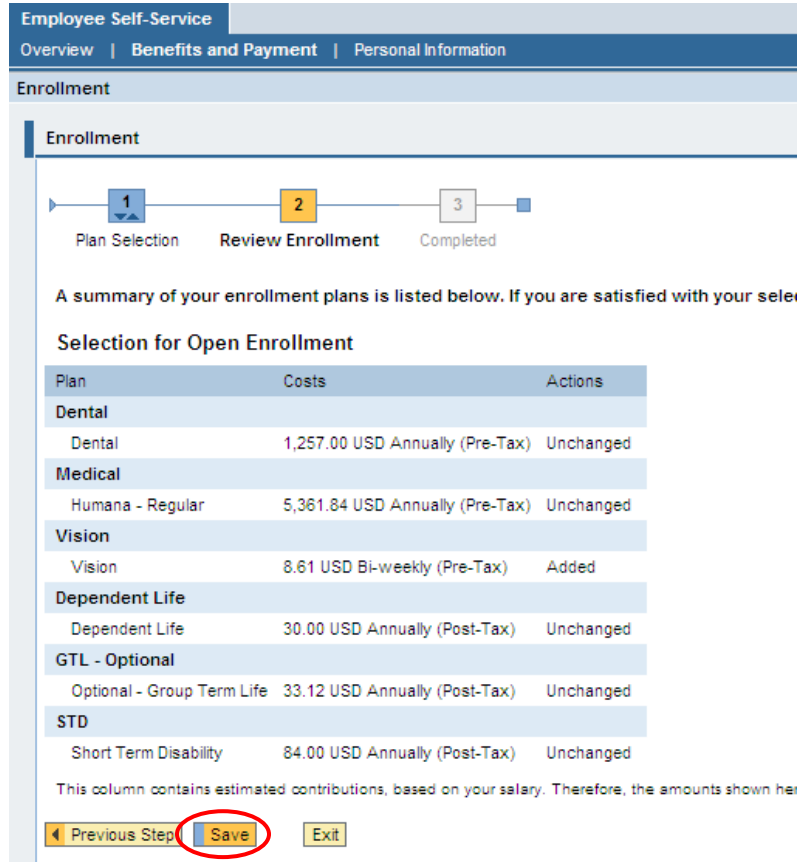 Employee Self-Service
Overview | Benefits and Payment | Personal Information
Enrollment
Enrollment
1 2 3
Plan Selection Review Enrollment Completed
A summary of your enrollment plans is listed below. If you are satisfied with your sele
Selection for Open Enrollment
Plan Costs Actions
Dental
Dental 1,257.00 USD Annually (Pre-Tax) Unchanged
Medical
Humana - Regular 5,361.84 USD Annually (Pre-Tax) Unchanged
Vision
Vision 8.61 USD Bi-weekly (Pre-Tax) Added
Dependent Life
Dependent Life 30.00 USD Annually (Post-Tax) Unchanged
GTL - Optional
Optional - Group Term Life 33.12 USD Annually (Post-Tax) Unchanged
STD
Short Term Disability 84.00 USD Annually (Post-Tax) Unchanged
This column contains estimated contributions, based on your salary. Therefore, the amounts shown her
Previous Step Save Exit